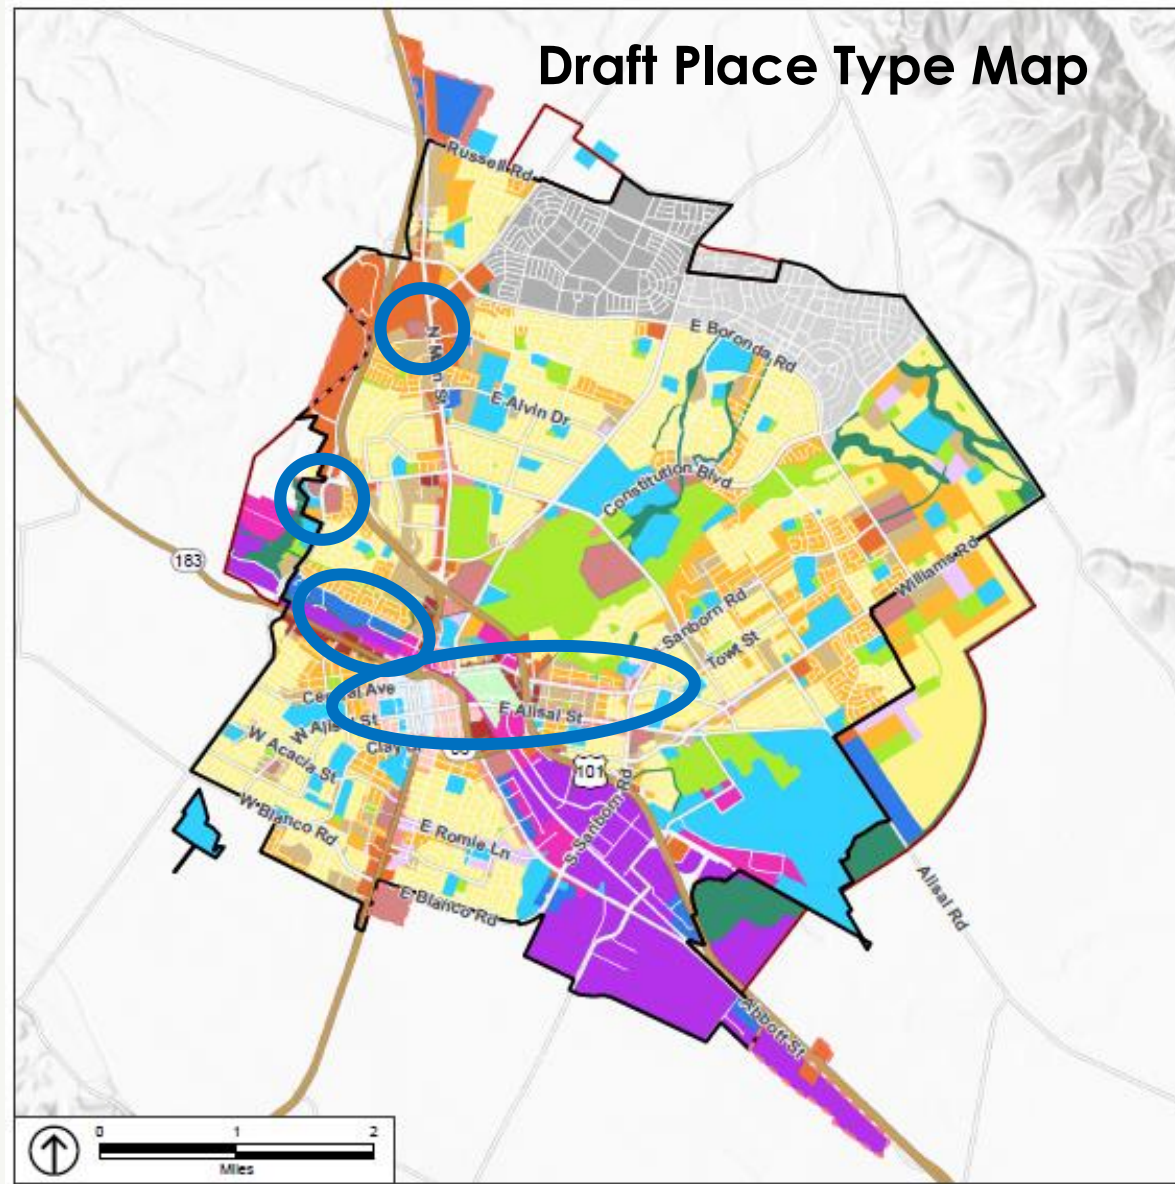 Draft Place Type Map
Russell Rd
N Main St
E Boronda Rd
E Alvin Dr
Constitution Blvd
183
Williams Rd
Sanborn Rd
Towt St
Central Ave
E Alisal St
W Alisal St
W Acacia St
101
W Blanco Rd
E Romie Ln
S Sanborn Rd
E Blanco Rd
Alisal Rd
Abbott St
0 1 2
Miles